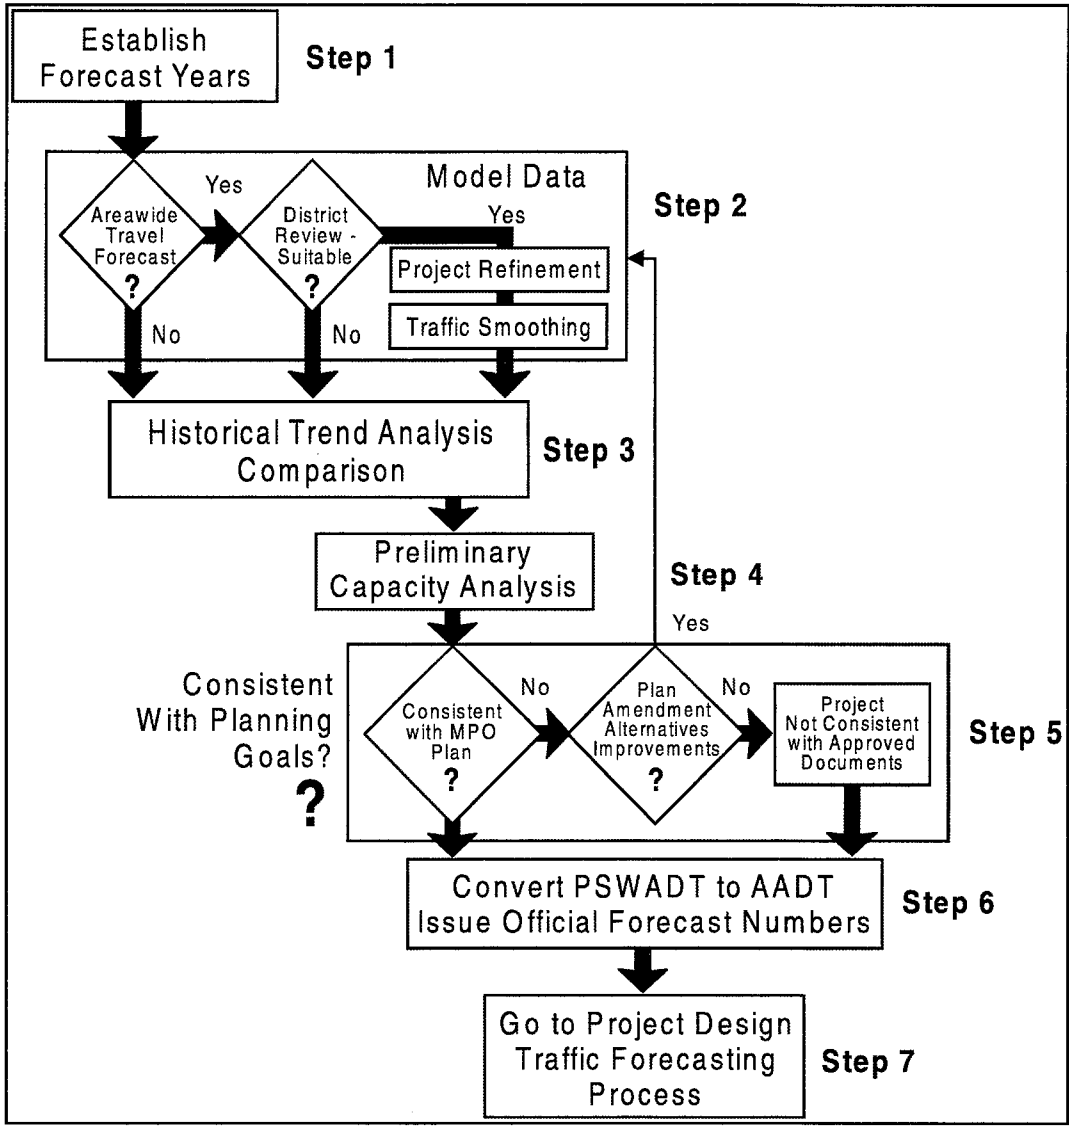 Establish
Forecast Years
Step 1
Model Data
Step 2
Areawide
Travel
Forecast
?
Yes
District
Review -
Suitable
?
Yes
Project Refinement
Traffic Smoothing
No
No
Historical Trend Analysis
Comparison
Step 3
Preliminary
Capacity Analysis
Step 4
Yes
Consistent
With Planning
Goals?
?
Consistent
with MPO
Plan
?
No
Plan
Amendment
Alternatives
Improvements
?
No
Project
Not Consistent
with Approved
Documents
Step 5
Convert PSWADT to AADT
Issue Official Forecast Numbers
Step 6
Go to Project Design
Traffic Forecasting
Process
Step 7